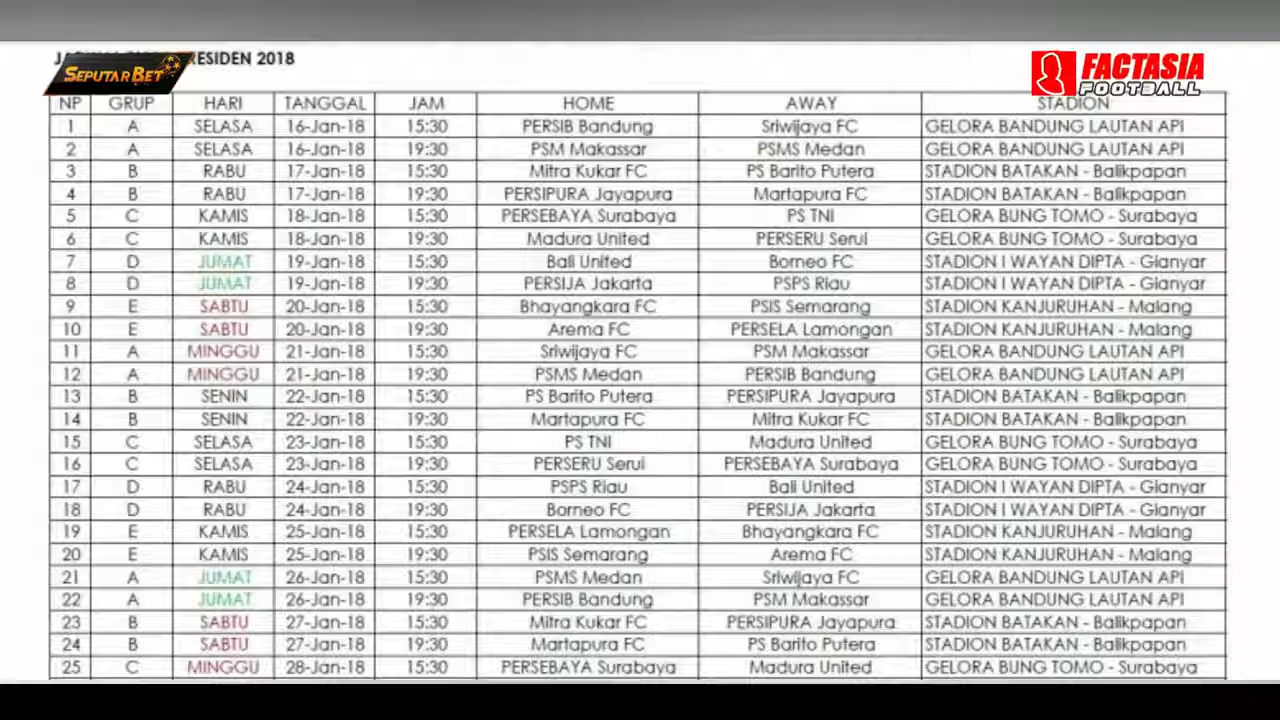 RESIDEN 2018
SEPUTARBET
FACTASIA
FOOTBALL
NP GRUP HARI TANGGAL JAM HOME AWAY STADION
1 A SELASA 16-Jan-18 15:30 PERSIB Bandung Sriwijaya FC GELORA BANDUNG LAUTAN API
2 A SELASA 16-Jan-18 19:30 PSM Makassar PSMS Medan GELORA BANDUNG LAUTAN API
3 B RABU 17-Jan-18 15:30 Mitra Kukar FC PS Barito Putera STADION BATAKAN - Balikpapan
4 B RABU 17-Jan-18 19:30 PERSIPURA Jayapura Martapura FC STADION BATAKAN - Balikpapan
5 C KAMIS 18-Jan-18 15:30 PERSEBAYA Surabaya PS TNI GELORA BUNG TOMO - Surabaya
6 C KAMIS 18-Jan-18 19:30 Madura United PERSERU Serui GELORA BUNG TOMO - Surabaya
7 D JUMAT 19-Jan-18 15:30 Bali United Borneo FC STADION I WAYAN DIPTA - Gianyar
8 D JUMAT 19-Jan-18 19:30 PERSIJA Jakarta PSPS Riau STADION I WAYAN DIPTA - Gianyar
9 E SABTU 20-Jan-18 15:30 Bhayangkara FC PSIS Semarang STADION KANJURUHAN - Malang
10 E SABTU 20-Jan-18 19:30 Arema FC PERSELA Lamongan STADION KANJURUHAN - Malang
11 A MINGGU 21-Jan-18 15:30 Sriwijaya FC PSM Makassar GELORA BANDUNG LAUTAN API
12 A MINGGU 21-Jan-18 19:30 PSMS Medan PERSIB Bandung GELORA BANDUNG LAUTAN API
13 B SENIN 22-Jan-18 15:30 PS Barito Putera PERSIPURA Jayapura STADION BATAKAN - Balikpapan
14 B SENIN 22-Jan-18 19:30 Martapura FC Mitra Kukar FC STADION BATAKAN - Balikpapan
15 C SELASA 23-Jan-18 15:30 PS TNI Madura United GELORA BUNG TOMO - Surabaya
16 C SELASA 23-Jan-18 19:30 PERSERU Serui PERSEBAYA Surabaya GELORA BUNG TOMO - Surabaya
17 D RABU 24-Jan-18 15:30 PSPS Riau Bali United STADION I WAYAN DIPTA - Gianyar
18 D RABU 24-Jan-18 19:30 Borneo FC PERSIJA Jakarta STADION I WAYAN DIPTA - Gianyar
19 E KAMIS 25-Jan-18 15:30 PERSELA Lamongan Bhayangkara FC STADION KANJURUHAN - Malang
20 E KAMIS 25-Jan-18 19:30 PSIS Semarang Arema FC STADION KANJURUHAN - Malang
21 A JUMAT 26-Jan-18 15:30 PSMS Medan Sriwijaya FC GELORA BANDUNG LAUTAN API
22 A JUMAT 26-Jan-18 19:30 PERSIB Bandung PSM Makassar GELORA BANDUNG LAUTAN API
23 B SABTU 27-Jan-18 15:30 Mitra Kukar FC PERSIPURA Jayapura STADION BATAKAN - Balikpapan
24 B SABTU 27-Jan-18 19:30 Martapura FC PS Barito Putera STADION BATAKAN - Balikpapan
25 C MINGGU 28-Jan-18 15:30 PERSEBAYA Surabaya Madura United GELORA BUNG TOMO - Surabaya